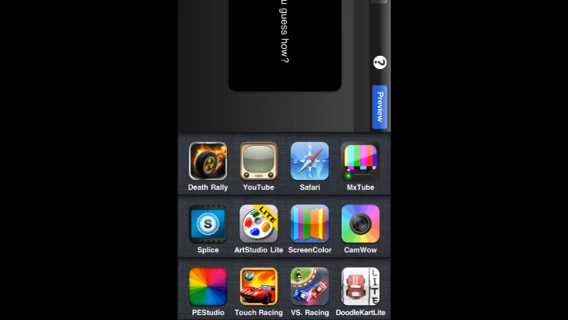 u guess how?
?
Preview
Death Rally
YouTube
Safari
MxTube
Splice
LITE
ArtStudio Lite
ScreenColor
CamWow
S
PEStudio
Touch Racing
VS. Racing
LITE
DoodleKartLite